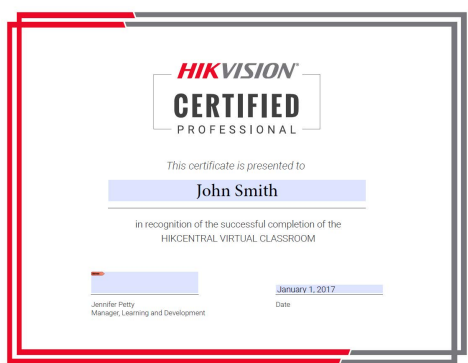 HIKVISION
CERTIFIED
PROFESSIONAL
This certificate is presented to
John Smith
in recognition of the successful completion of the
HIKCENTRAL VIRTUAL CLASSROOM
January 1, 2017
Jennifer Petty
Date
Manager, Learning and Development